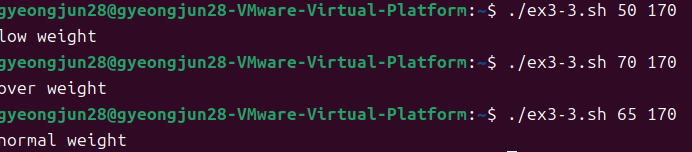 gyeongjun28@gyeongjun28-VMware-Virtual-Platform:~$ ./ex3-3.sh 50 170
low weight
gyeongjun28@gyeongjun28-VMware-Virtual-Platform:~$ ./ex3-3.sh 70 170
over weight
gyeongjun28@gyeongjun28-VMware-Virtual-Platform:~$ ./ex3-3.sh 65 170
normal weight